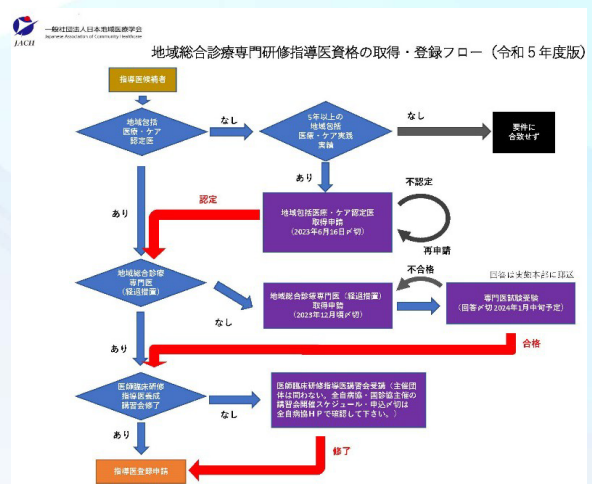 一般社団法人日本地域医療学会
Japanese Association of Community Healthcare
JACH
地域総合診療専門研修指導医資格の取得・登録フロー(令和5年度版)
指導医候補者
地域包括
医療・ケア
認定医
なし
5年以上の
地域包括
医療・ケア実践
実績
なし
要件に
合致せず
あり
あり
認定
地域包括医療・ケア認定医
取得申請
(2023年6月16日〆切)
不認定
再申請
地域総合診療
専門医
(経過措置)
なし
地域総合診療専門医(経過措置)
取得申請
(2023年12月頃〆切)
不合格
回答は実施本部に郵送
専門医試験受験
(回答〆切 2024年1月中旬予定)
あり
合格
医師臨床研修
指導医養成
講習会修了
なし
医師臨床研修指導医講習会受講(主催団
体は問わない。全自病協・国診協主催の
講習会開催スケジュール・申込〆切は
全自病協HPで確認して下さい。)
あり
修了
指導医登録申請